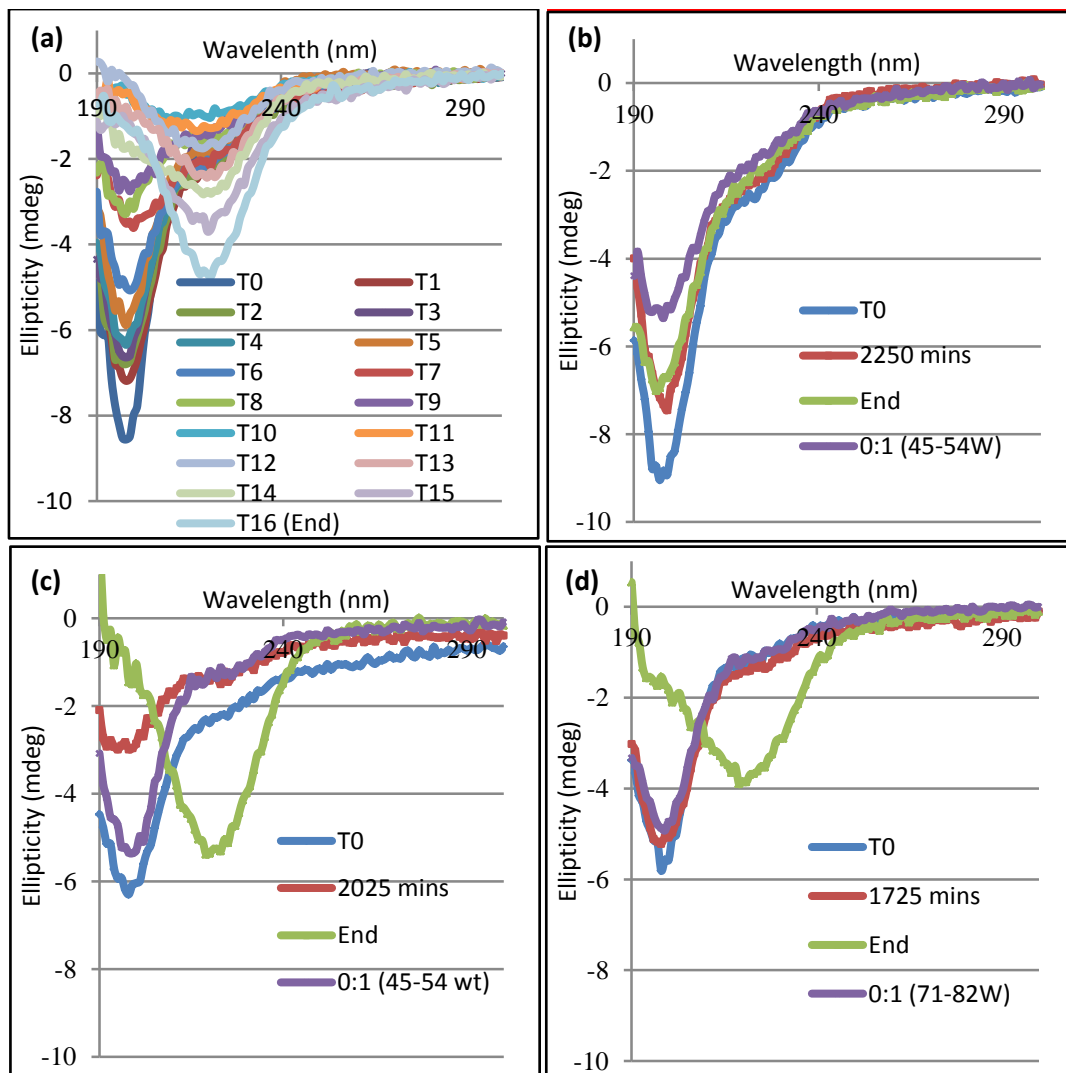 (a)
Wavelenth (nm)
0
190 240 290
-2
-4
-6
-8
-10
Ellipticity (mdeg)
T0 T1
T2 T3
T4 T5
T6 T7
T8 T9
T10 T11
T12 T13
T14 T15
T16 (End)
(b)
Wavelength (nm)
0
190 240 290
-2
-4
-6
-8
-10
Ellipticity (mdeg)
T0
2250 mins
End
0:1 (45-54W)
(c)
Wavelength (nm)
0
190 240 290
-2
-4
-6
-8
-10
Ellipticity (mdeg)
T0
2025 mins
End
0:1 (45-54 wt)
(d)
Wavelength (nm)
0
190 240 290
-2
-4
-6
-8
-10
Ellipticity (mdeg)
T0
1725 mins
End
0:1 (71-82W)